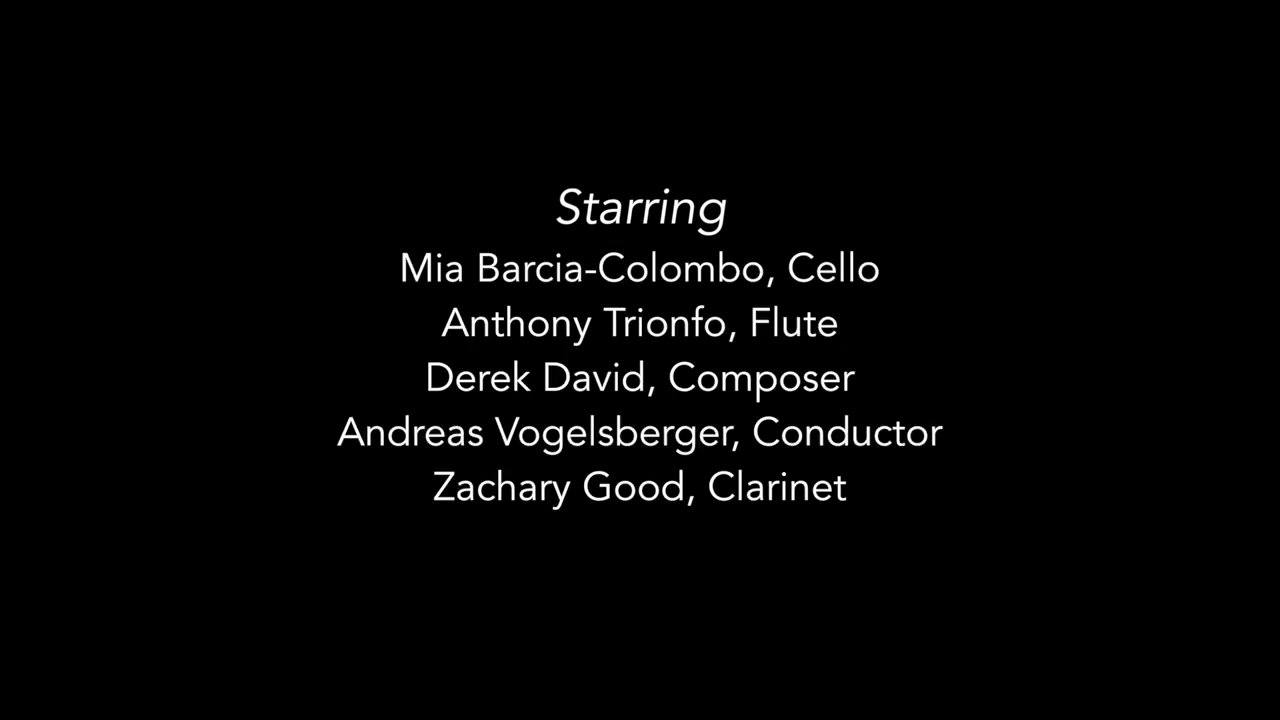 Starring
Mia Barcia-Colombo, Cello
Anthony Trionfo, Flute
Derek David, Composer
Andreas Vogelsberger, Conductor
Zachary Good, Clarinet